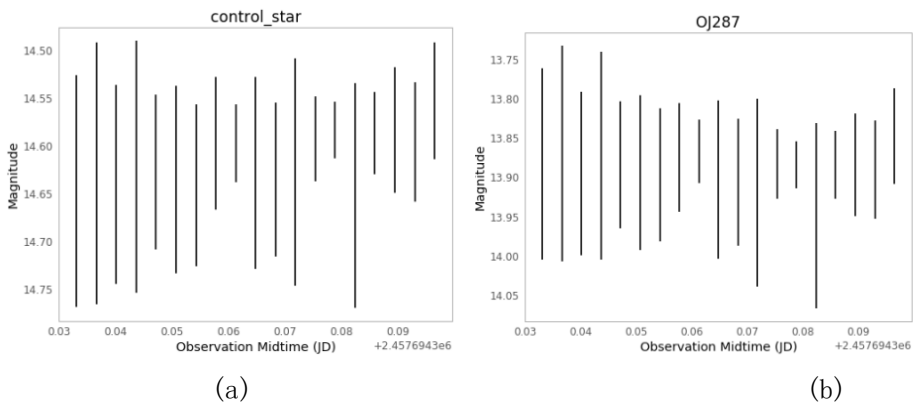 control_star
14.50
14.55
14.60
14.65
14.70
14.75
Magnitude
0.03 0.04 0.05 0.06 0.07 0.08 0.09
Observation Midtime (JD)
+2.4576943e6
(a)
OJ287
13.75
13.80
13.85
13.90
13.95
14.00
14.05
Magnitude
0.03 0.04 0.05 0.06 0.07 0.08 0.09
Observation Midtime (JD)
+2.4576943e6
(b)